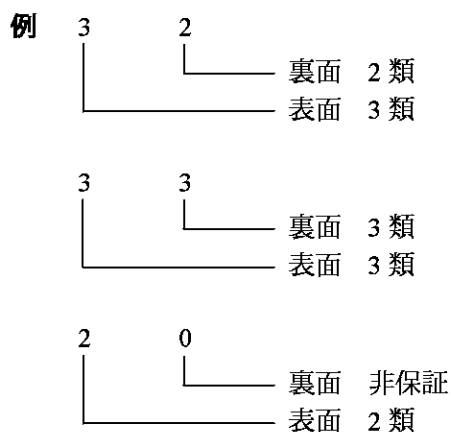 例 3 2
裏面 2 類
表面 3 類
3 3
裏面 3 類
表面 3 類
2 0
裏面 非保証
表面 2 類